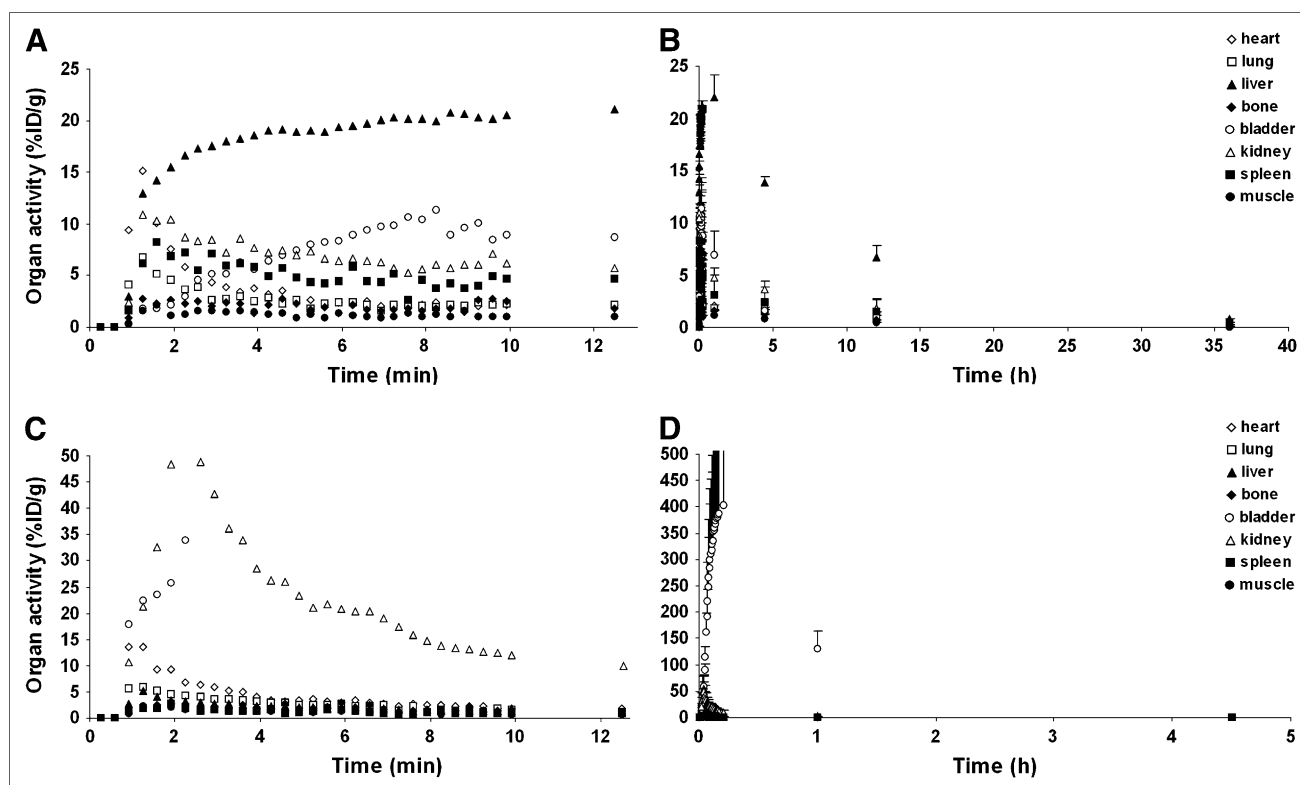 A
Organ activity (%ID/g)
25
20
15
10
5
0
0 2 4 6 8 10 12
Time (min)
B
25
20
15
10
5
0
0 5 10 15 20 25 30 35 40
Time (h)
heart
lung
liver
bone
bladder
kidney
spleen
muscle
C
Organ activity (%ID/g)
50
45
40
35
30
25
20
15
10
5
0
0 2 4 6 8 10 12
Time (min)
D
500
450
400
350
300
250
200
150
100
50
0
0 1 2 3 4 5
Time (h)
heart
lung
liver
bone
bladder
kidney
spleen
muscle